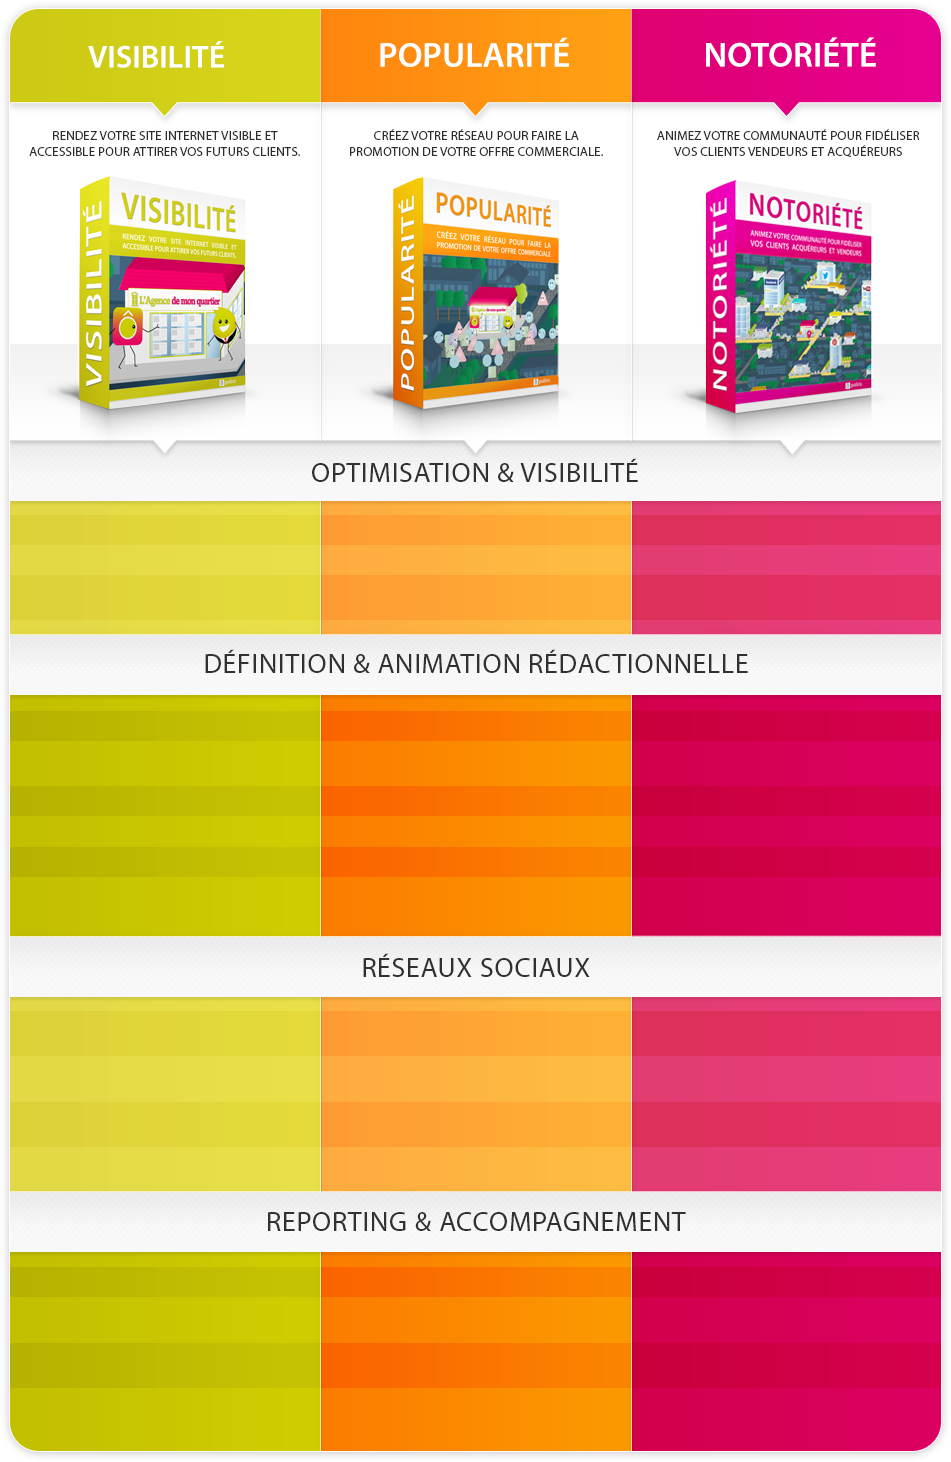 VISIBILITÉ
POPULARITÉ
NOTORIÉTÉ
RENDEZ VOTRE SITE INTERNET VISIBLE ET
ACCESSIBLE POUR ATTIRER VOS FUTURS CLIENTS.
CRÉEZ VOTRE RÉSEAU POUR FAIRE LA
PROMOTION DE VOTRE OFFRE COMMERCIALE.
ANIMEZ VOTRE COMMUNAUTÉ POUR FIDÉLISER
VOS CLIENTS VENDEURS ET ACQUÉREURS
VISIBILITÉ
VISIBILITÉ
RENDEZ VOTRE SITE INTERNET VISIBLE ET
ACCESSIBLE POUR ATTIRER VOS FUTURS CLIENTS.
L'Agence de mon quartier
POPULARITÉ
POPULARITÉ
CRÉEZ VOTRE RÉSEAU POUR FAIRE LA
PROMOTION DE VOTRE OFFRE COMMERCIALE
L'Agence de mon quartier
NOTORIÉTÉ
NOTORIÉTÉ
ANIMEZ VOTRE COMMUNAUTÉ POUR FIDÉLISER
VOS CLIENTS ACQUÉREURS ET VENDEURS
OPTIMISATION & VISIBILITÉ
DÉFINITION & ANIMATION RÉDACTIONNELLE
RÉSEAUX SOCIAUX
REPORTING & ACCOMPAGNEMENT